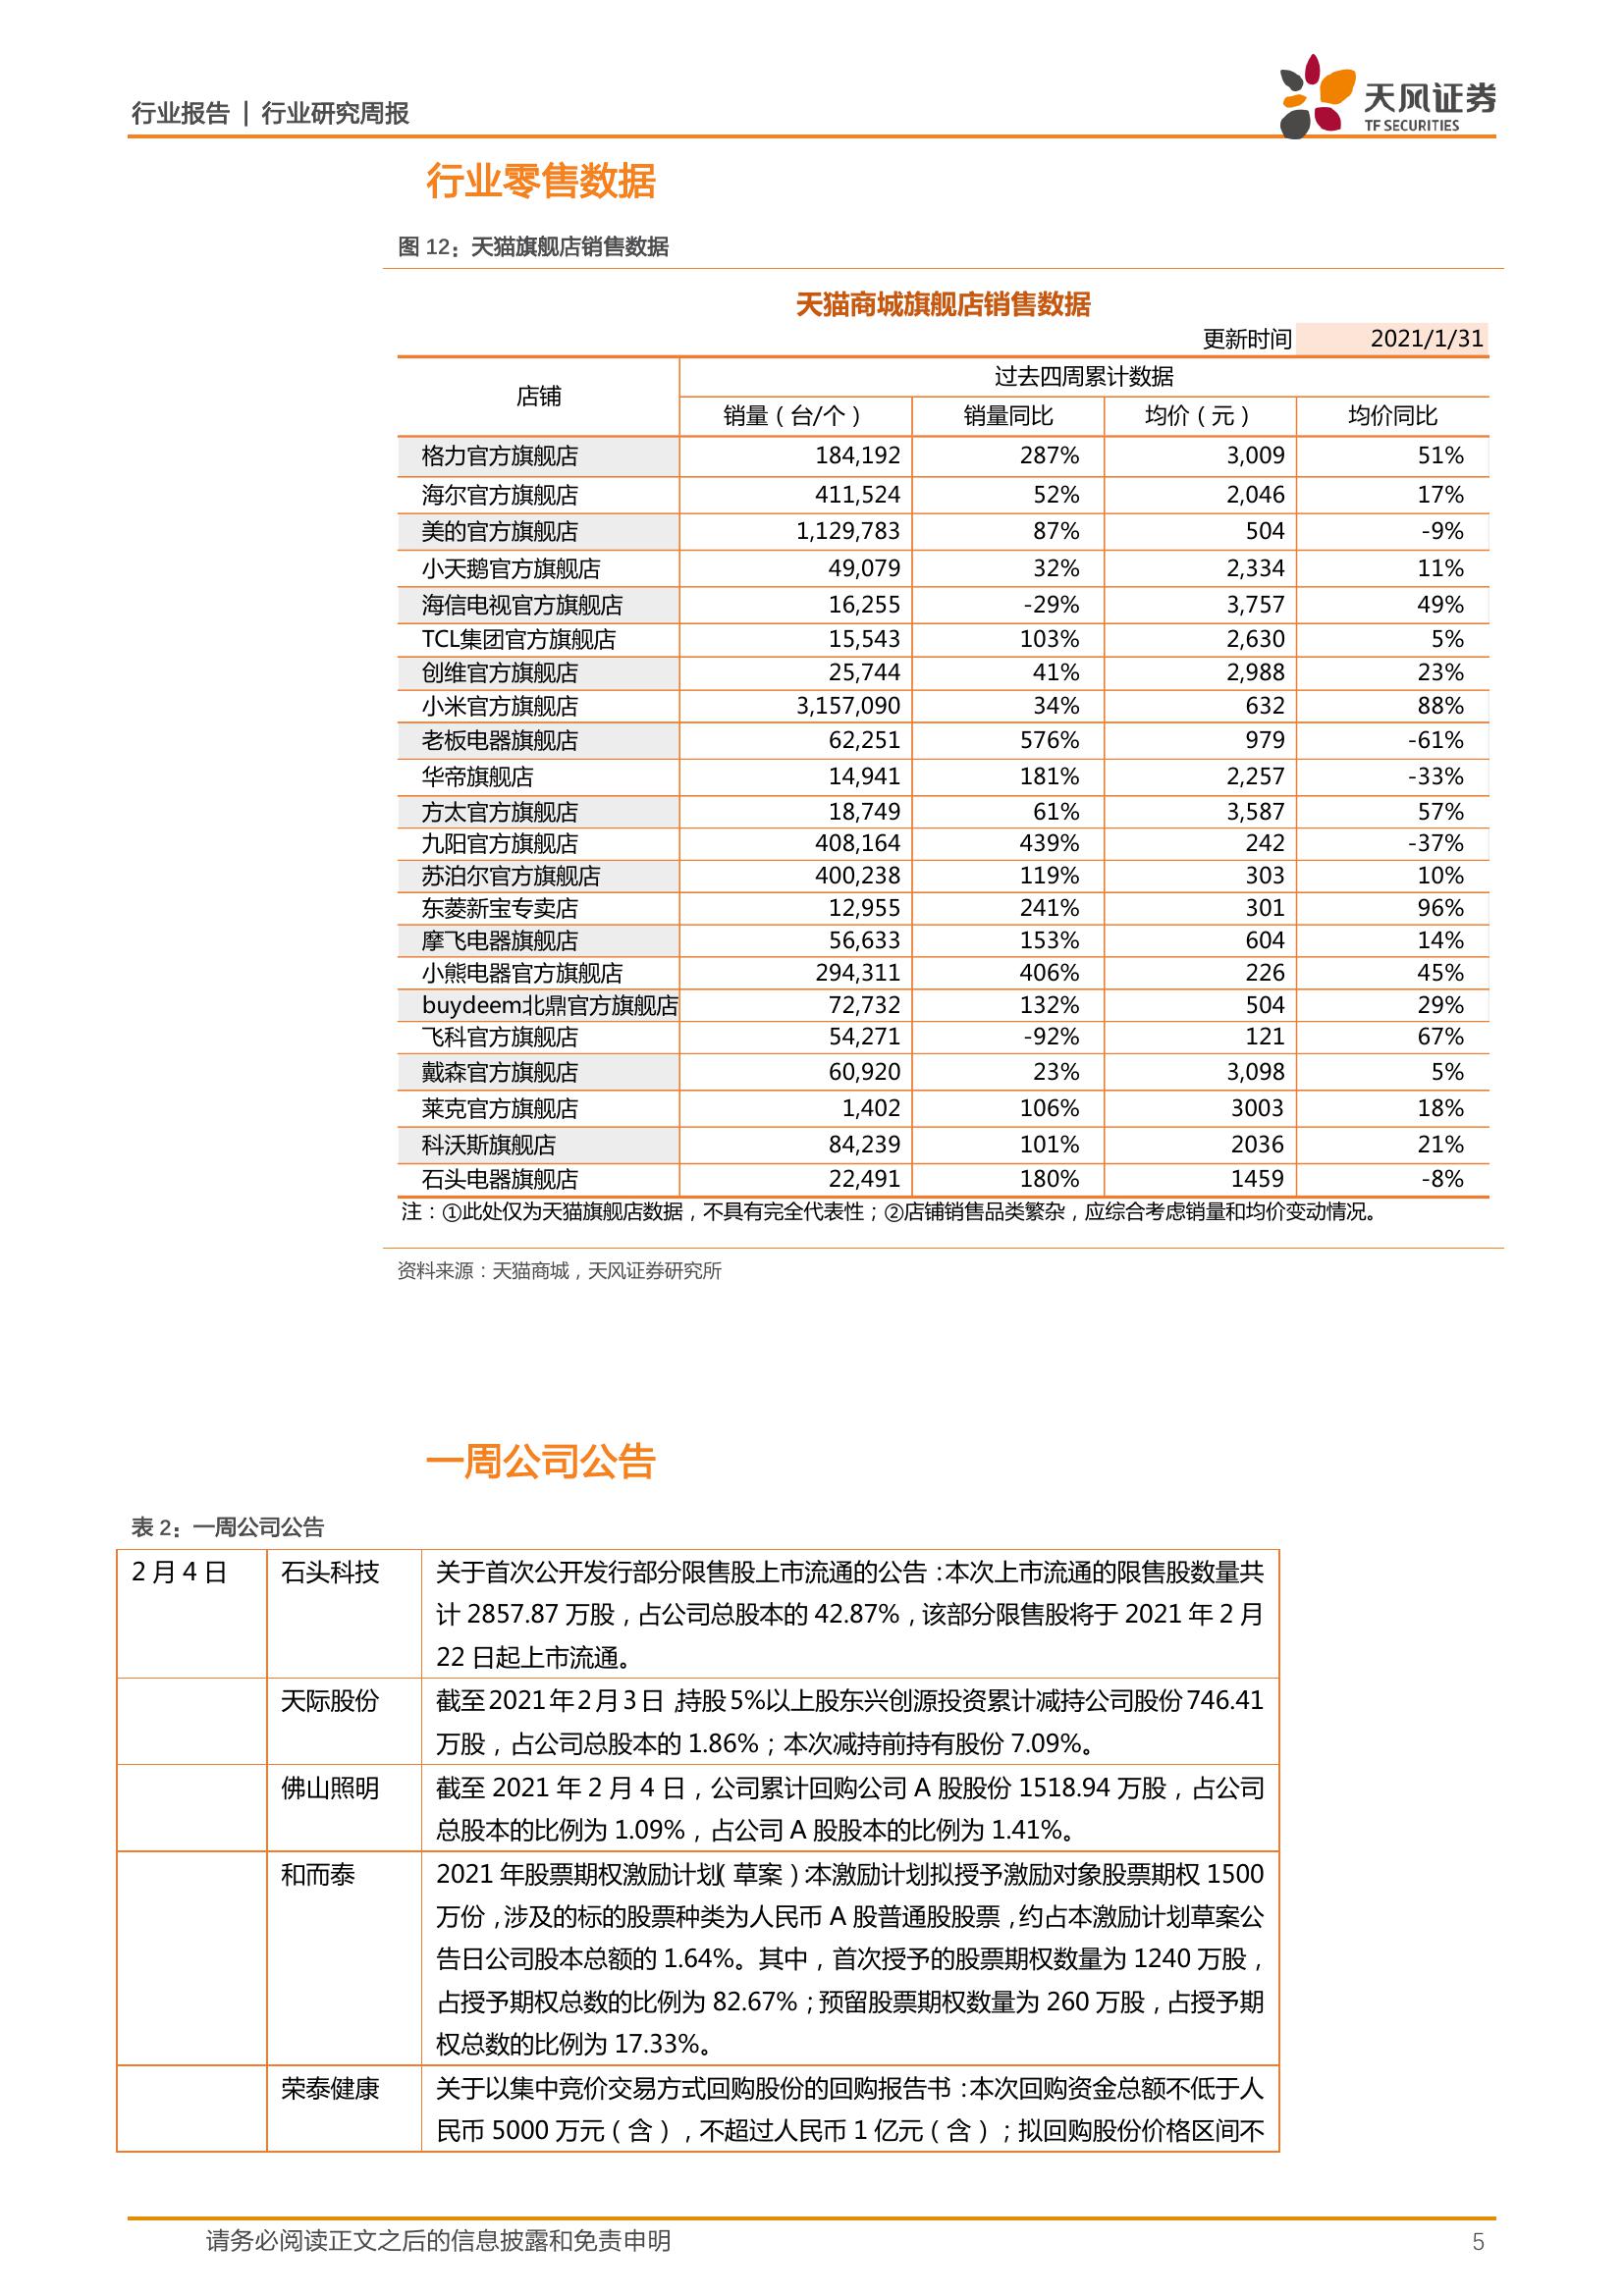 行业报告 | 行业研究周报
天风证券
TF SECURITIES
行业零售数据
图 12：天猫旗舰店销售数据
天猫商城旗舰店销售数据
更新时间 2021/1/31
店铺 过去四周累计数据
销量（台/个） 销量同比 均价（元） 均价同比
格力官方旗舰店 184,192 287% 3,009 51%
海尔官方旗舰店 411,524 52% 2,046 17%
美的官方旗舰店 1,129,783 87% 504 -9%
小天鹅官方旗舰店 49,079 32% 2,334 11%
海信电视官方旗舰店 16,255 -29% 3,757 49%
TCL集团官方旗舰店 15,543 103% 2,630 5%
创维官方旗舰店 25,744 41% 2,988 23%
小米官方旗舰店 3,157,090 34% 632 88%
老板电器旗舰店 62,251 576% 979 -61%
华帝旗舰店 14,941 181% 2,257 -33%
方太官方旗舰店 18,749 61% 3,587 57%
九阳官方旗舰店 408,164 439% 242 -37%
苏泊尔官方旗舰店 400,238 119% 303 10%
东菱新宝专卖店 12,955 241% 301 96%
摩飞电器旗舰店 56,633 153% 604 14%
小熊电器官方旗舰店 294,311 406% 226 45%
buydeem北鼎官方旗舰店 72,732 132% 504 29%
飞科官方旗舰店 54,271 -92% 121 67%
戴森官方旗舰店 60,920 23% 3,098 5%
莱克官方旗舰店 1,402 106% 3003 18%
科沃斯旗舰店 84,239 101% 2036 21%
石头电器旗舰店 22,491 180% 1459 -8%
注：①此处仅为天猫旗舰店数据，不具有完全代表性；②店铺销售品类繁杂，应综合考虑销量和均价变动情况。
资料来源：天猫商城，天风证券研究所
一周公司公告
表 2：一周公司公告
2 月 4 日 石头科技 关于首次公开发行部分限售股上市流通的公告：本次上市流通的限售股数量共
计 2857.87 万股，占公司总股本的 42.87%，该部分限售股将于 2021 年 2 月
22 日起上市流通。
天际股份 截至 2021 年 2 月 3 日，持股 5%以上股东兴创源投资累计减持公司股份 746.41
万股，占公司总股本的 1.86%；本次减持前持有股份 7.09%。
佛山照明 截至 2021 年 2 月 4 日，公司累计回购公司 A 股股份 1518.94 万股，占公司
总股本的比例为 1.09%，占公司 A 股股本的比例为 1.41%。
和而泰 2021 年股票期权激励计划（草案）：本激励计划拟授予激励对象股票期权 1500
万份，涉及的标的股票种类为人民币 A 股普通股股票，约占本激励计划草案公
告日公司股本总额的 1.64%。其中，首次授予的股票期权数量为 1240 万股，
占授予期权总数的比例为 82.67%；预留股票期权数量为 260 万股，占授予期
权总数的比例为 17.33%。
荣泰健康 关于以集中竞价交易方式回购股份的回购报告书：本次回购资金总额不低于人
民币 5000 万元（含），不超过人民币 1 亿元（含）；拟回购股份价格区间不
请务必阅读正文之后的信息披露和免责申明 5